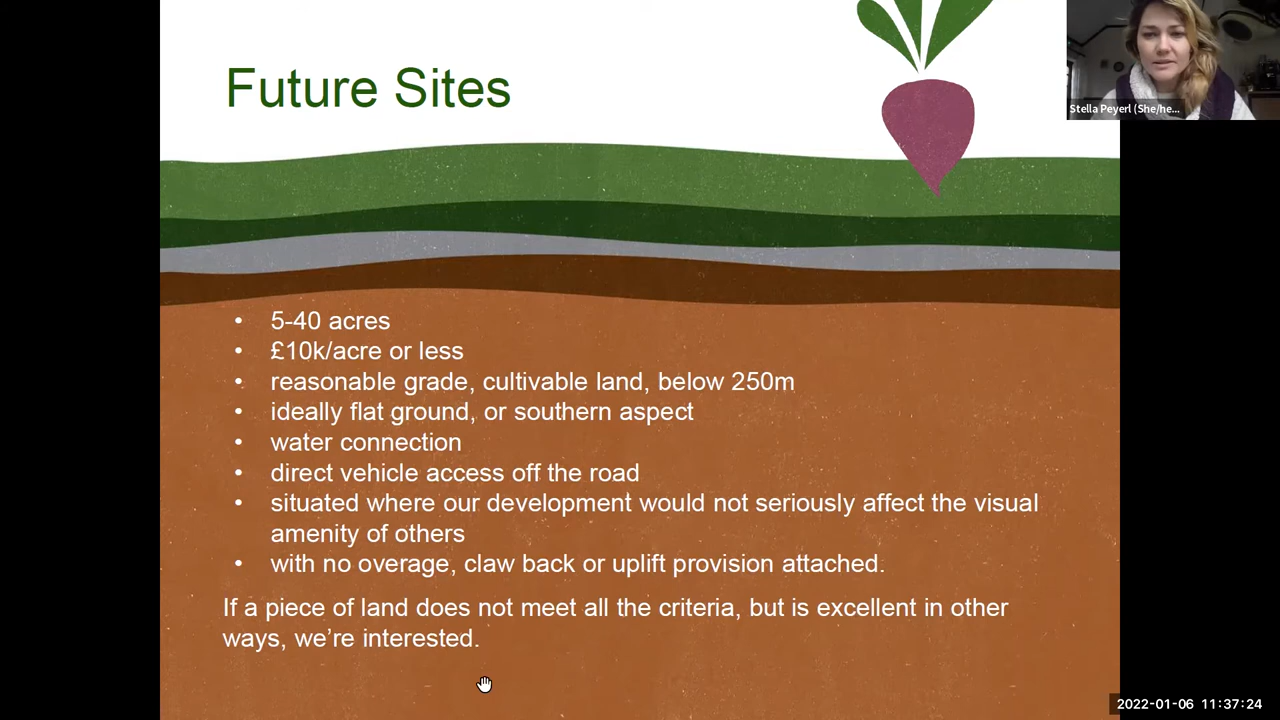 Future Sites
Stella Peyerl (She/he...
• 5-40 acres
• £10k/acre or less
• reasonable grade, cultivable land, below 250m
• ideally flat ground, or southern aspect
• water connection
• direct vehicle access off the road
• situated where our development would not seriously affect the visual
amenity of others
• with no overage, claw back or uplift provision attached.
If a piece of land does not meet all the criteria, but is excellent in other
ways, we’re interested.
2022-01-06 11:37:24